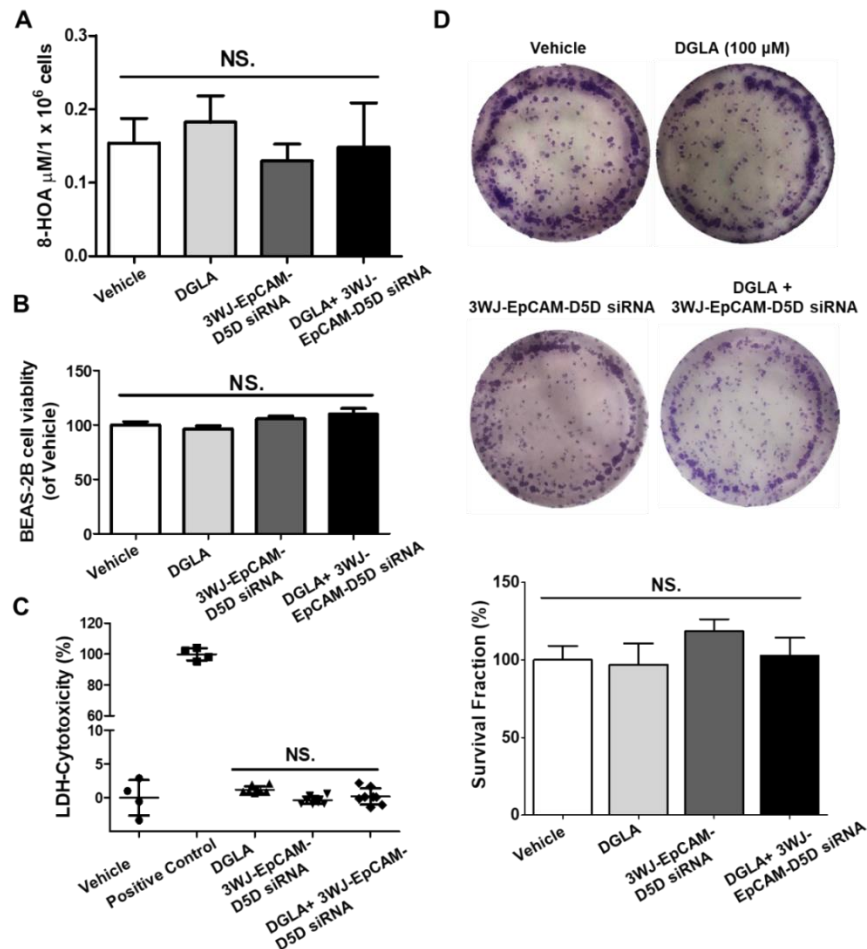 A
0.3
0.2
0.1
0.0
8-HOA µM/1 x 10⁶ cells
NS.
Vehicle
DGLA
3WJ-EpCAM-
D5D siRNA
DGLA+ 3WJ-
EpCAM-D5D siRNA
B
150
100
50
0
BEAS-2B cell viablity
(of Vehicle)
NS.
Vehicle
DGLA
3WJ-EpCAM-
D5D siRNA
DGLA+ 3WJ-
EpCAM-D5D siRNA
C
120
100
80
60
10
5
0
LDH-Cytotoxicity (%)
NS.
Vehicle
Positive Control
DGLA
3WJ-EpCAM-
D5D siRNA
DGLA+ 3WJ-EpCAM-
D5D siRNA
D
Vehicle
DGLA (100 µM)
3WJ-EpCAM-D5D siRNA
DGLA +
3WJ-EpCAM-D5D siRNA
150
100
50
0
Survival Fraction (%)
NS.
Vehicle
DGLA
3WJ-EpCAM-
D5D siRNA
DGLA+ 3WJ-
EpCAM-D5D siRNA